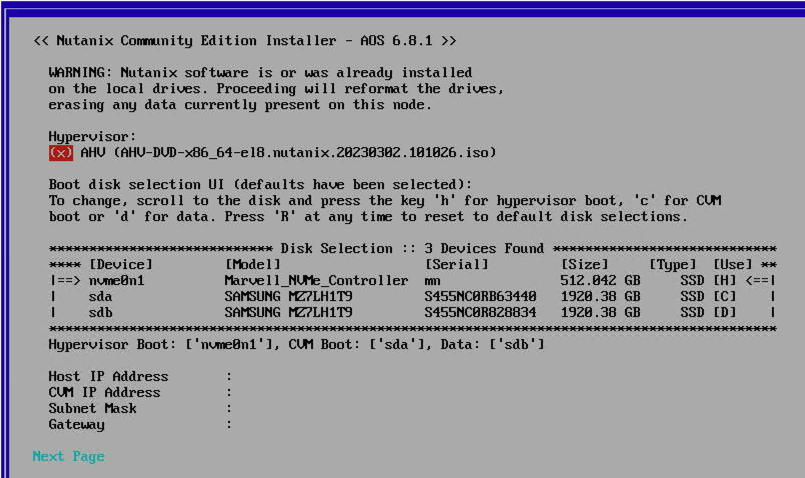 << Nutanix Community Edition Installer - AOS 6.8.1 >>
WARNING: Nutanix software is or was already installed
on the local drives. Proceeding will reformat the drives,
erasing any data currently present on this node.
Hypervisor:
(x) AHV (AHV-DVD-x86_64-el8.nutanix.20230302.101026.iso)
Boot disk selection UI (defaults have been selected):
To change, scroll to the disk and press the key 'h' for hypervisor boot, 'c' for CVM
boot or 'd' for data. Press 'R' at any time to reset to default disk selections.
**************************** Disk Selection :: 3 Devices Found ****************************
**** [Device] [Model] [Serial] [Size] [Type] [Use] **
|==> nvme0n1 Marvell_NVMe_Controller mn 512.042 GB SSD [H] <==|
| sda SAMSUNG MZ7LH1T9 S455NC0RB63440 1920.38 GB SSD [C] |
| sdb SAMSUNG MZ7LH1T9 S455NC0R828834 1920.38 GB SSD [D] |
*******************************************************************************************
Hypervisor Boot: ['nvme0n1'], CVM Boot: ['sda'], Data: ['sdb']
Host IP Address :
CVM IP Address :
Subnet Mask :
Gateway :
Next Page